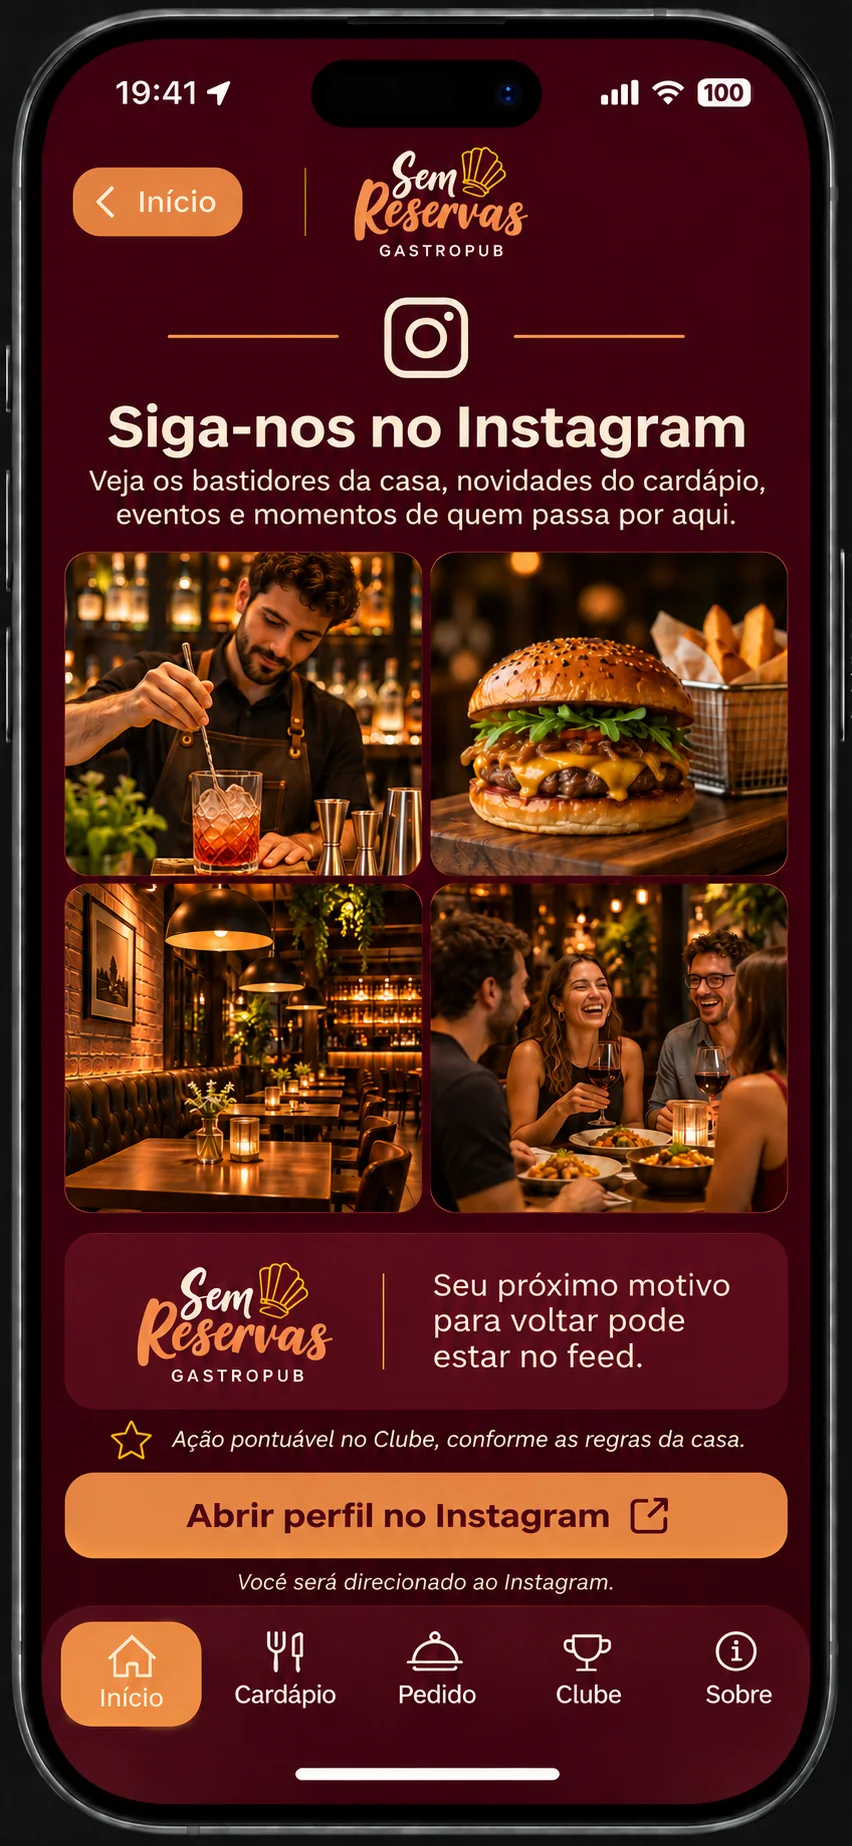 19:41
100
Início
Sem
Reservas
GASTROPUB
Siga-nos no Instagram
Veja os bastidores da casa, novidades do cardápio,
eventos e momentos de quem passa por aqui.
Sem
Reservas
GASTROPUB
Seu próximo motivo
para voltar pode
estar no feed.
Ação pontuável no Clube, conforme as regras da casa.
Abrir perfil no Instagram
Você será direcionado ao Instagram.
Início
Cardápio
Pedido
Clube
Sobre